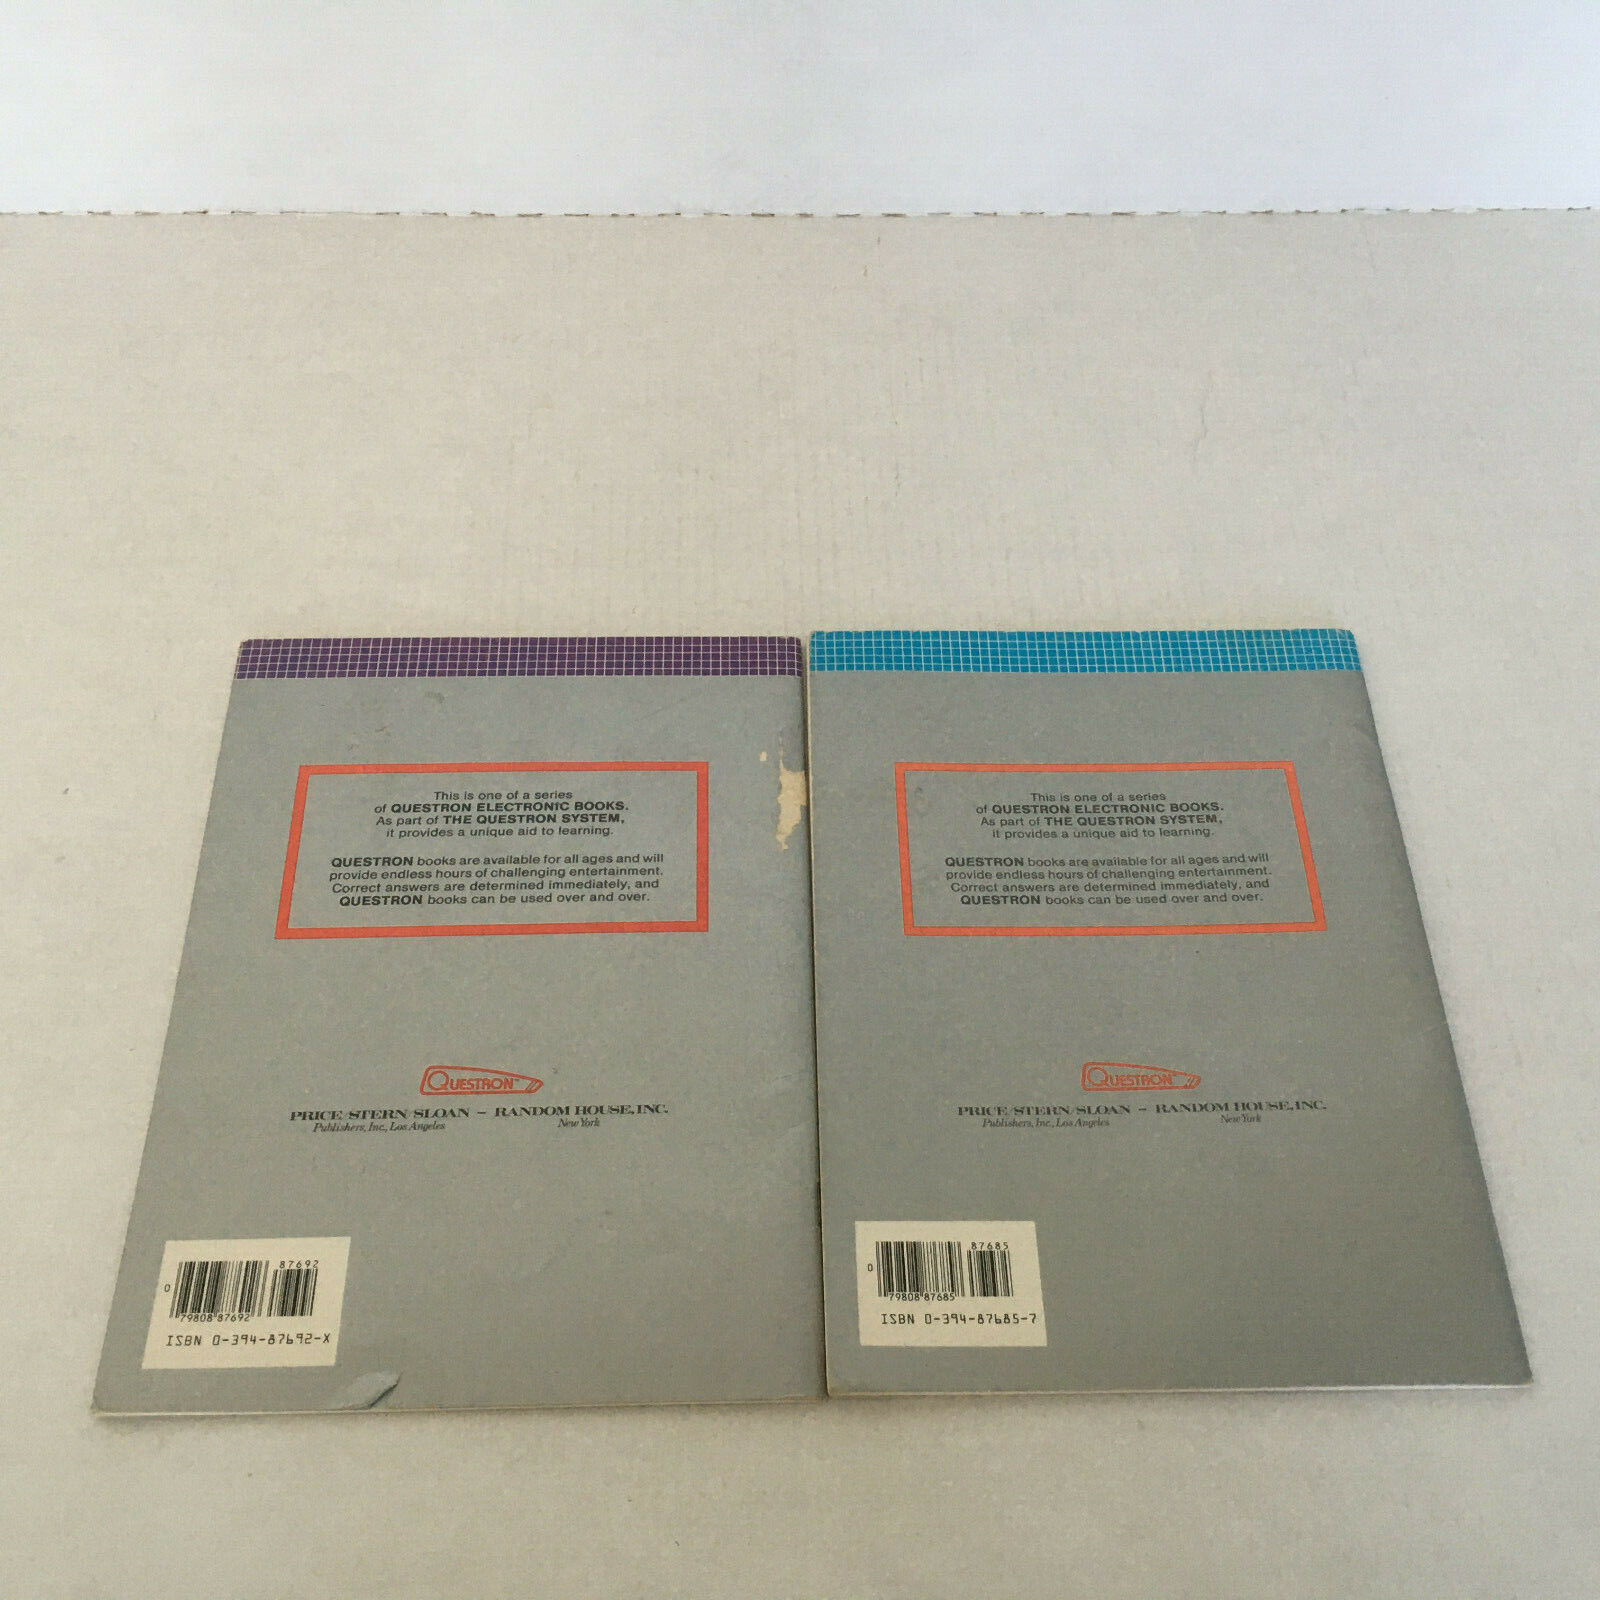 This is one of a series
of QUESTRON ELECTRONIC BOOKS.
As part of THE QUESTRON SYSTEM,
it provides a unique aid to learning.
QUESTRON books are available for all ages and will
provide endless hours of challenging entertainment.
Correct answers are determined immediately, and
QUESTRON books can be used over and over.
QUESTRON™
PRICE/STERN/SLOAN – RANDOM HOUSE, INC.
Publishers, Inc., Los Angeles New York
87692
0 79808 87692
ISBN 0-394-87692-X
This is one of a series
of QUESTRON ELECTRONIC BOOKS.
As part of THE QUESTRON SYSTEM,
it provides a unique aid to learning.
QUESTRON books are available for all ages and will
provide endless hours of challenging entertainment.
Correct answers are determined immediately, and
QUESTRON books can be used over and over.
QUESTRON™
PRICE/STERN/SLOAN – RANDOM HOUSE, INC.
Publishers, Inc., Los Angeles New York
87685
0 79808 87685
ISBN 0-394-87685-7